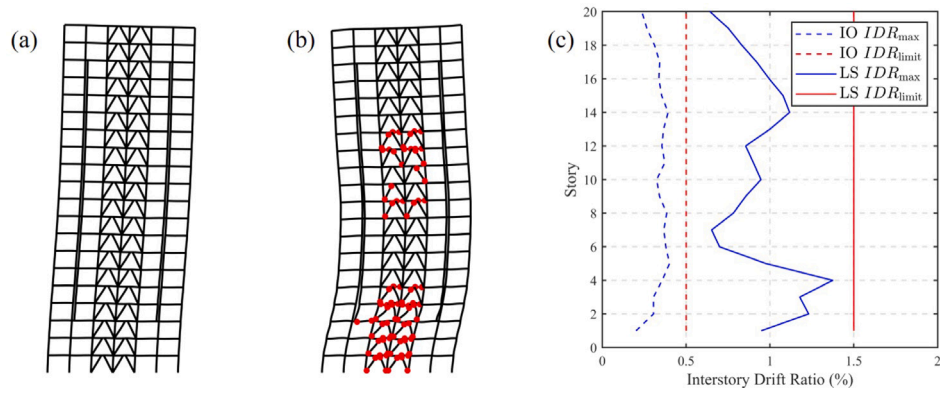 (a)
(b)
(c)
20
18
16
14
12
10
8
6
4
2
0
Story
IO IDRmax
IO IDRlimit
LS IDRmax
LS IDRlimit
0 0.5 1 1.5 2
Interstory Drift Ratio (%)